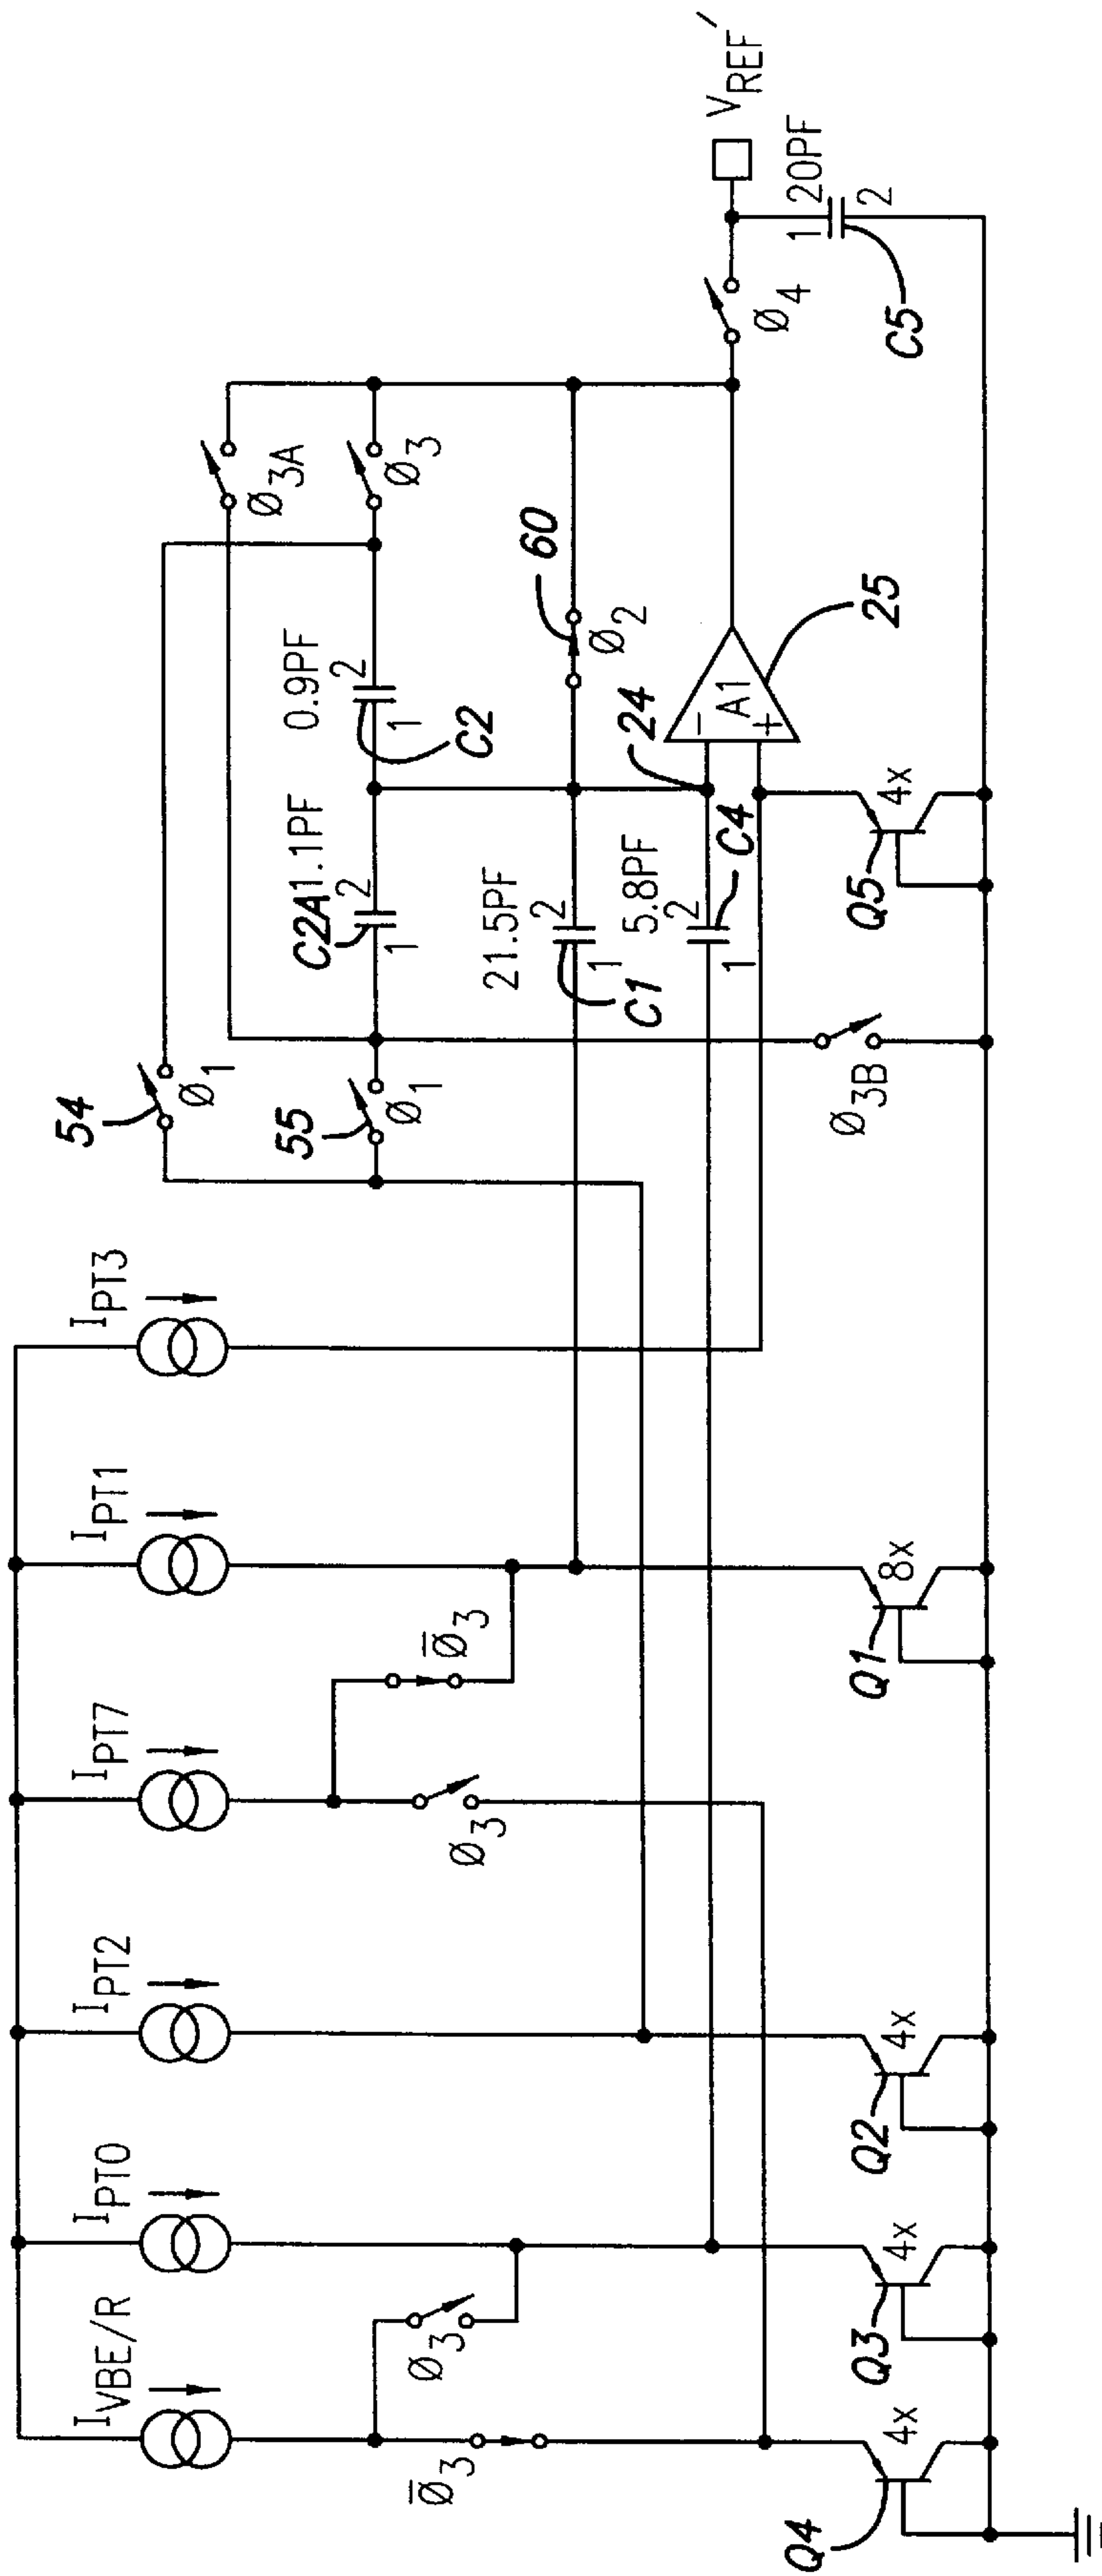 I_VBE/R
I_PT0
I_PT2
I_PT7
I_PT1
I_PT3
54
Ø1
55
Ø1
Ø3A
Ø3
C2A
1.1PF
1
2
0.9PF
1
2
C2
60
Ø2
21.5PF
1
2
C1
5.8PF
1
2
C4
24
−
+
A1
25
Ø4
V_REF′
1
20PF
2
C5
Ø3B
Ø̅3
Ø3
Ø̅3
Ø3
Q4
4x
Q3
4x
Q2
4x
Q1
8x
Q5
4x